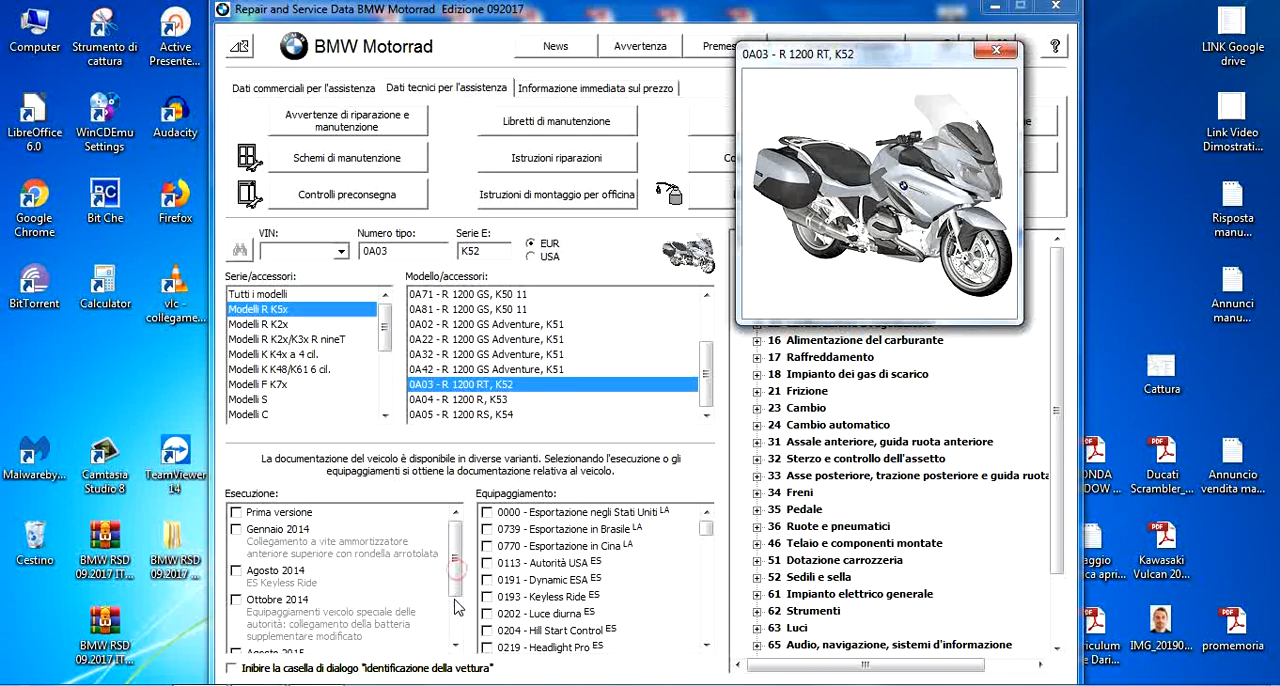 Repair and Service Data BMW Motorrad Edizione 092017
BMW Motorrad
News
Avvertenza
Premes
Dati commerciali per l'assistenza
Dati tecnici per l'assistenza
Informazione immediata sul prezzo
Avvertenze di riparazione e
manutenzione
Libretti di manutenzione
Schemi di manutenzione
Istruzioni riparazioni
Co
Controlli preconsegna
Istruzioni di montaggio per officina
0A03 - R 1200 RT, K52
VIN:
Numero tipo:
0A03
Serie E:
K52
EUR
USA
Serie/accessori:
Tutti i modelli
Modelli R K5x
Modelli R K2x
Modelli R K2x/K3x R nineT
Modelli K K4x a 4 cil.
Modelli K K48/K61 6 cil.
Modelli F K7x
Modelli S
Modelli C
Modello/accessori:
0A71 - R 1200 GS, K50 11
0A81 - R 1200 GS, K50 11
0A02 - R 1200 GS Adventure, K51
0A22 - R 1200 GS Adventure, K51
0A32 - R 1200 GS Adventure, K51
0A42 - R 1200 GS Adventure, K51
0A03 - R 1200 RT, K52
0A04 - R 1200 R, K53
0A05 - R 1200 RS, K54
La documentazione del veicolo è disponibile in diverse varianti. Selezionando l'esecuzione o gli
equipaggiamenti si ottiene la documentazione relativa al veicolo.
Esecuzione:
Prima versione
Gennaio 2014
Collegamento a vite ammortizzatore
anteriore superiore con rondella arrotolata
Agosto 2014
ES Keyless Ride
Ottobre 2014
Equipaggiamenti veicolo speciale delle
autorità: collegamento della batteria
supplementare modificato
Agosto 2015
Equipaggiamento:
0000 - Esportazione negli Stati Uniti LA
0739 - Esportazione in Brasile LA
0770 - Esportazione in Cina LA
0113 - Autorità USA ES
0191 - Dynamic ESA ES
0193 - Keyless Ride ES
0202 - Luce diurna ES
0204 - Hill Start Control ES
0219 - Headlight Pro ES
Inibire la casella di dialogo "identificazione della vettura"
16 Alimentazione del carburante
17 Raffreddamento
18 Impianto dei gas di scarico
21 Frizione
23 Cambio
24 Cambio automatico
31 Assale anteriore, guida ruota anteriore
32 Sterzo e controllo dell'assetto
33 Asse posteriore, trazione posteriore e guida ruota
34 Freni
35 Pedale
36 Ruote e pneumatici
46 Telaio e componenti montate
51 Dotazione carrozzeria
52 Sedili e sella
61 Impianto elettrico generale
62 Strumenti
63 Luci
65 Audio, navigazione, sistemi d'informazione
Computer
Strumento di
cattura
Active
Presente...
LibreOffice
6.0
WinCDEmu
Settings
Audacity
Google
Chrome
Bit Che
Firefox
BitTorrent
Calculator
vlc -
collegame...
Malwareby...
Camtasia
Studio 8
TeamViewer
14
Cestino
BMW RSD
09.2017 IT...
BMW RSD
09.2017 ...
BMW RSD
09.2017 IT...
LINK Google
drive
Link Video
Dimostrati...
Risposta
manu...
Annunci
manu...
Cattura
ONDA
DOW ...
Ducati
Scrambler_...
Annuncio
vendita ma...
aggio
ca apri...
Kawasaki
Vulcan 20...
riculum
e Dari...
IMG_20190...
promemoria